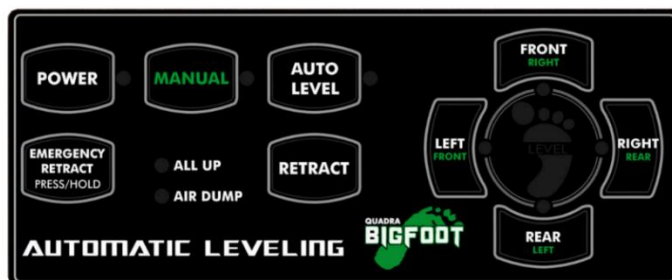 POWER
MANUAL
AUTO
LEVEL
EMERGENCY
RETRACT
PRESS/HOLD
ALL UP
AIR DUMP
RETRACT
AUTOMATIC LEVELING
QUADRA
BIGFOOT
FRONT
RIGHT
LEFT
FRONT
LEVEL
RIGHT
REAR
REAR
LEFT